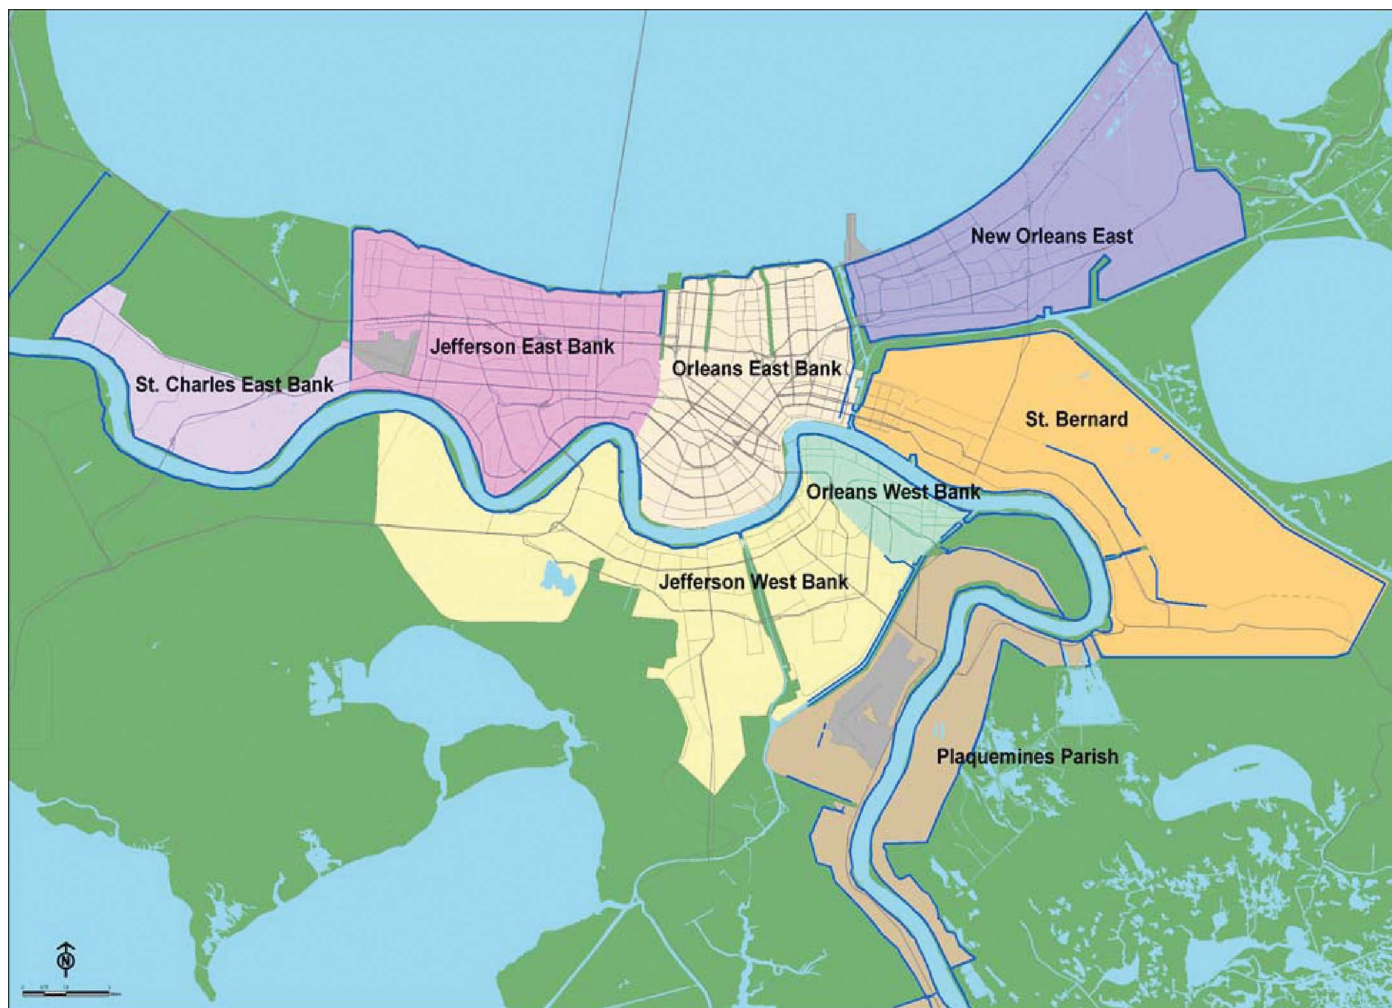 New Orleans East
Jefferson East Bank
Orleans East Bank
St. Charles East Bank
St. Bernard
Orleans West Bank
Jefferson West Bank
Plaquemines Parish
N